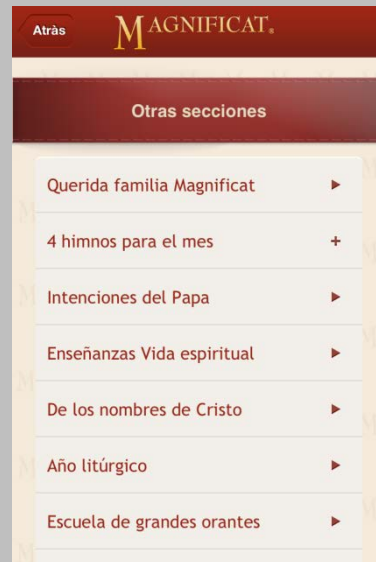 Atràs
MAGNIFICAT®
Otras secciones
Querida familia Magnificat
4 himnos para el mes
+
Intenciones del Papa
Enseñanzas Vida espiritual
De los nombres de Cristo
Año litúrgico
Escuela de grandes orantes